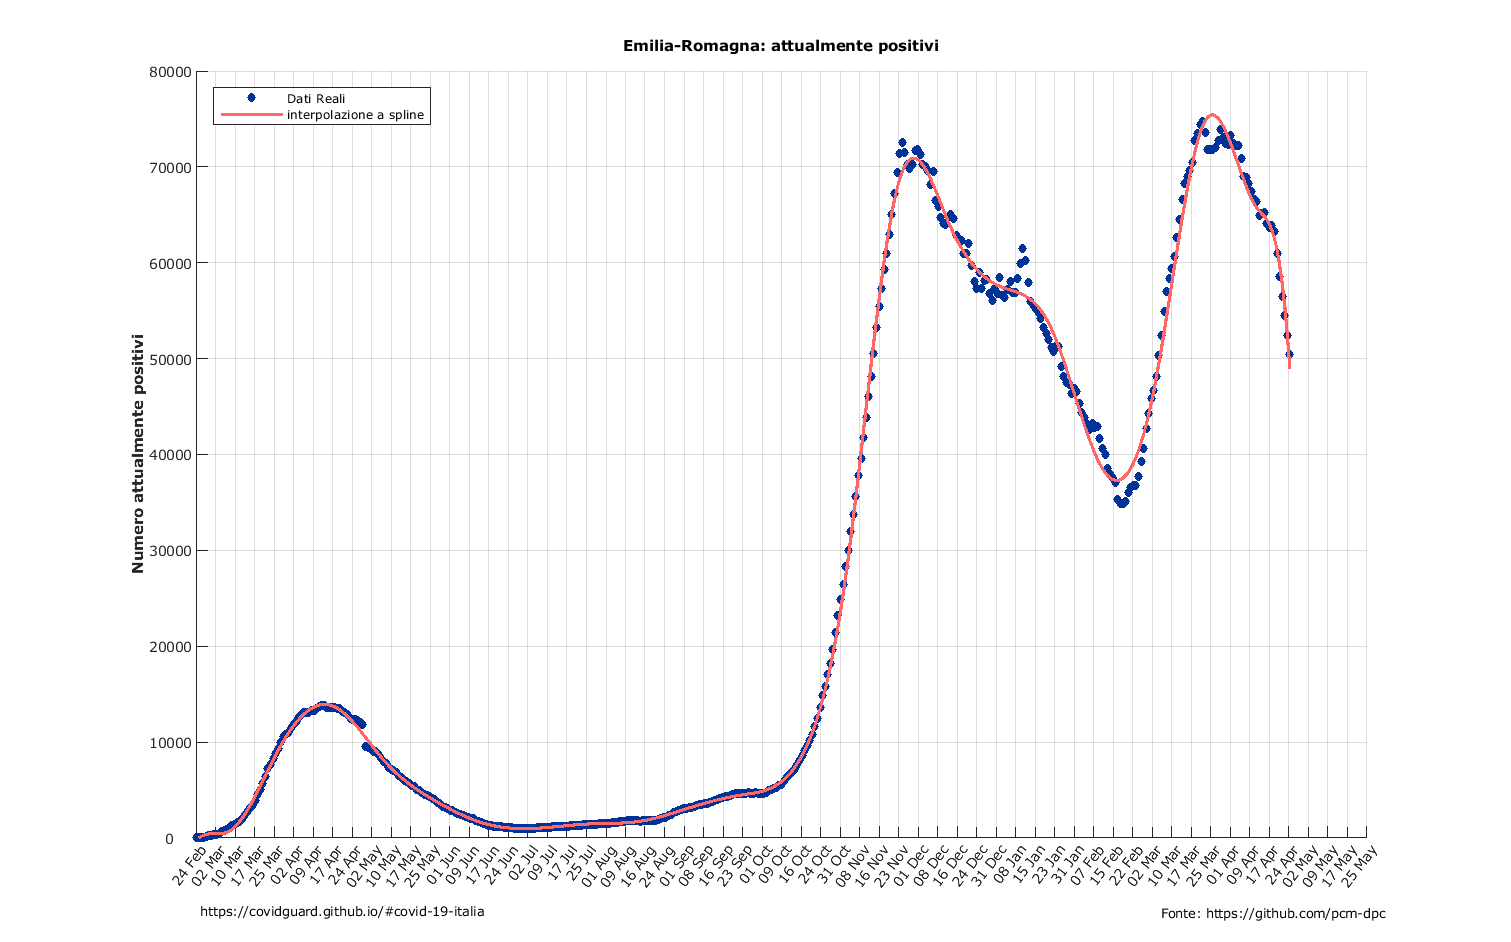 Emilia-Romagna: attualmente positivi
Dati Reali
interpolazione a spline
Numero attualmente positivi
80000
70000
60000
50000
40000
30000
20000
10000
0
24 Feb
02 Mar
10 Mar
17 Mar
25 Mar
02 Apr
09 Apr
17 Apr
24 Apr
02 May
10 May
17 May
25 May
01 Jun
09 Jun
17 Jun
24 Jun
02 Jul
09 Jul
17 Jul
25 Jul
01 Aug
09 Aug
16 Aug
24 Aug
01 Sep
08 Sep
16 Sep
23 Sep
01 Oct
09 Oct
16 Oct
24 Oct
31 Oct
08 Nov
16 Nov
23 Nov
01 Dec
08 Dec
16 Dec
24 Dec
31 Dec
08 Jan
15 Jan
23 Jan
31 Jan
07 Feb
15 Feb
22 Feb
02 Mar
10 Mar
17 Mar
25 Mar
01 Apr
09 Apr
17 Apr
24 Apr
02 May
09 May
17 May
25 May
https://covidguard.github.io/#covid-19-italia
Fonte: https://github.com/pcm-dpc